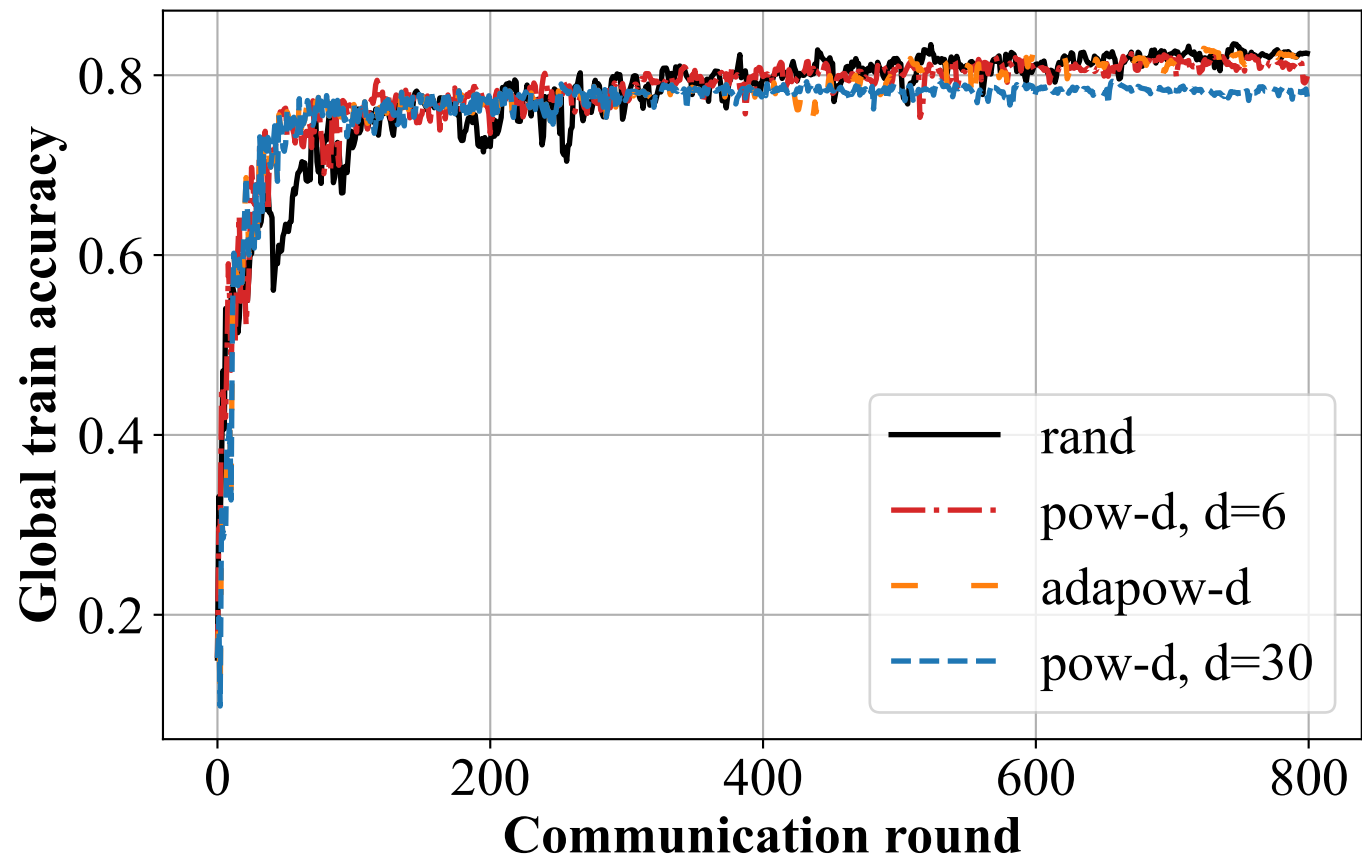 Global train accuracy
0.8
0.6
0.4
0.2
rand
pow-d, d=6
adapow-d
pow-d, d=30
0 200 400 600 800
Communication round